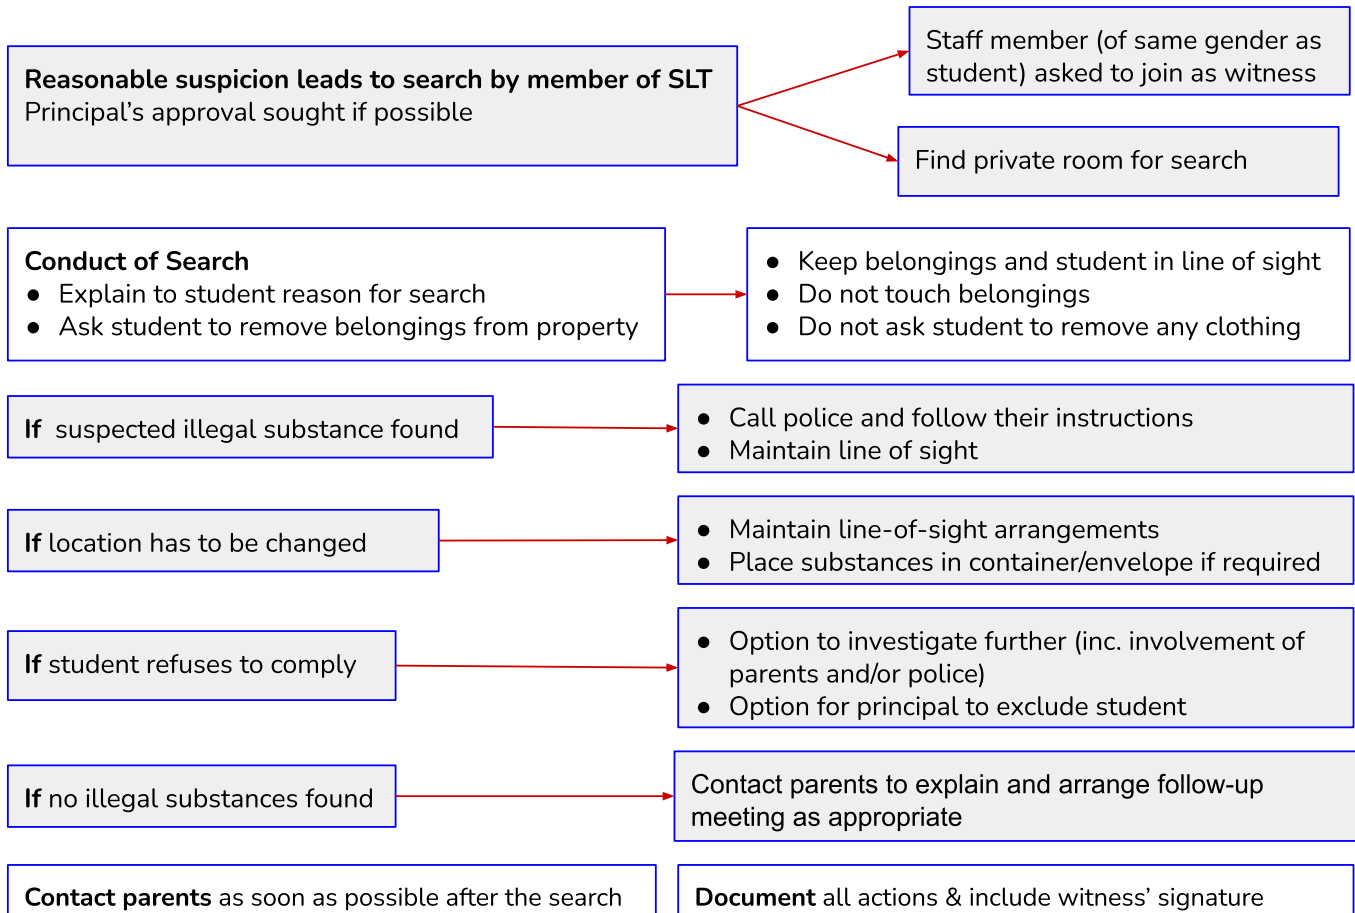 Reasonable suspicion leads to search by member of SLT
Principal’s approval sought if possible
Staff member (of same gender as
student) asked to join as witness
Find private room for search
Conduct of Search
● Explain to student reason for search
● Ask student to remove belongings from property
● Keep belongings and student in line of sight
● Do not touch belongings
● Do not ask student to remove any clothing
If  suspected illegal substance found
● Call police and follow their instructions
● Maintain line of sight
If location has to be changed
● Maintain line-of-sight arrangements
● Place substances in container/envelope if required
If student refuses to comply
● Option to investigate further (inc. involvement of
parents and/or police)
● Option for principal to exclude student
If no illegal substances found
Contact parents to explain and arrange follow-up
meeting as appropriate
Contact parents as soon as possible after the search
Document all actions & include witness’ signature